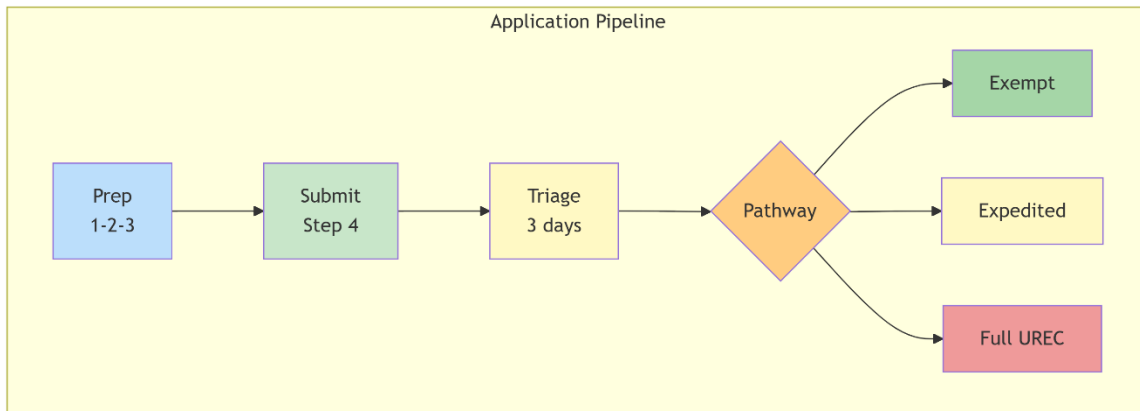 Application Pipeline
Prep
1-2-3
Submit
Step 4
Triage
3 days
Pathway
Exempt
Expedited
Full UREC